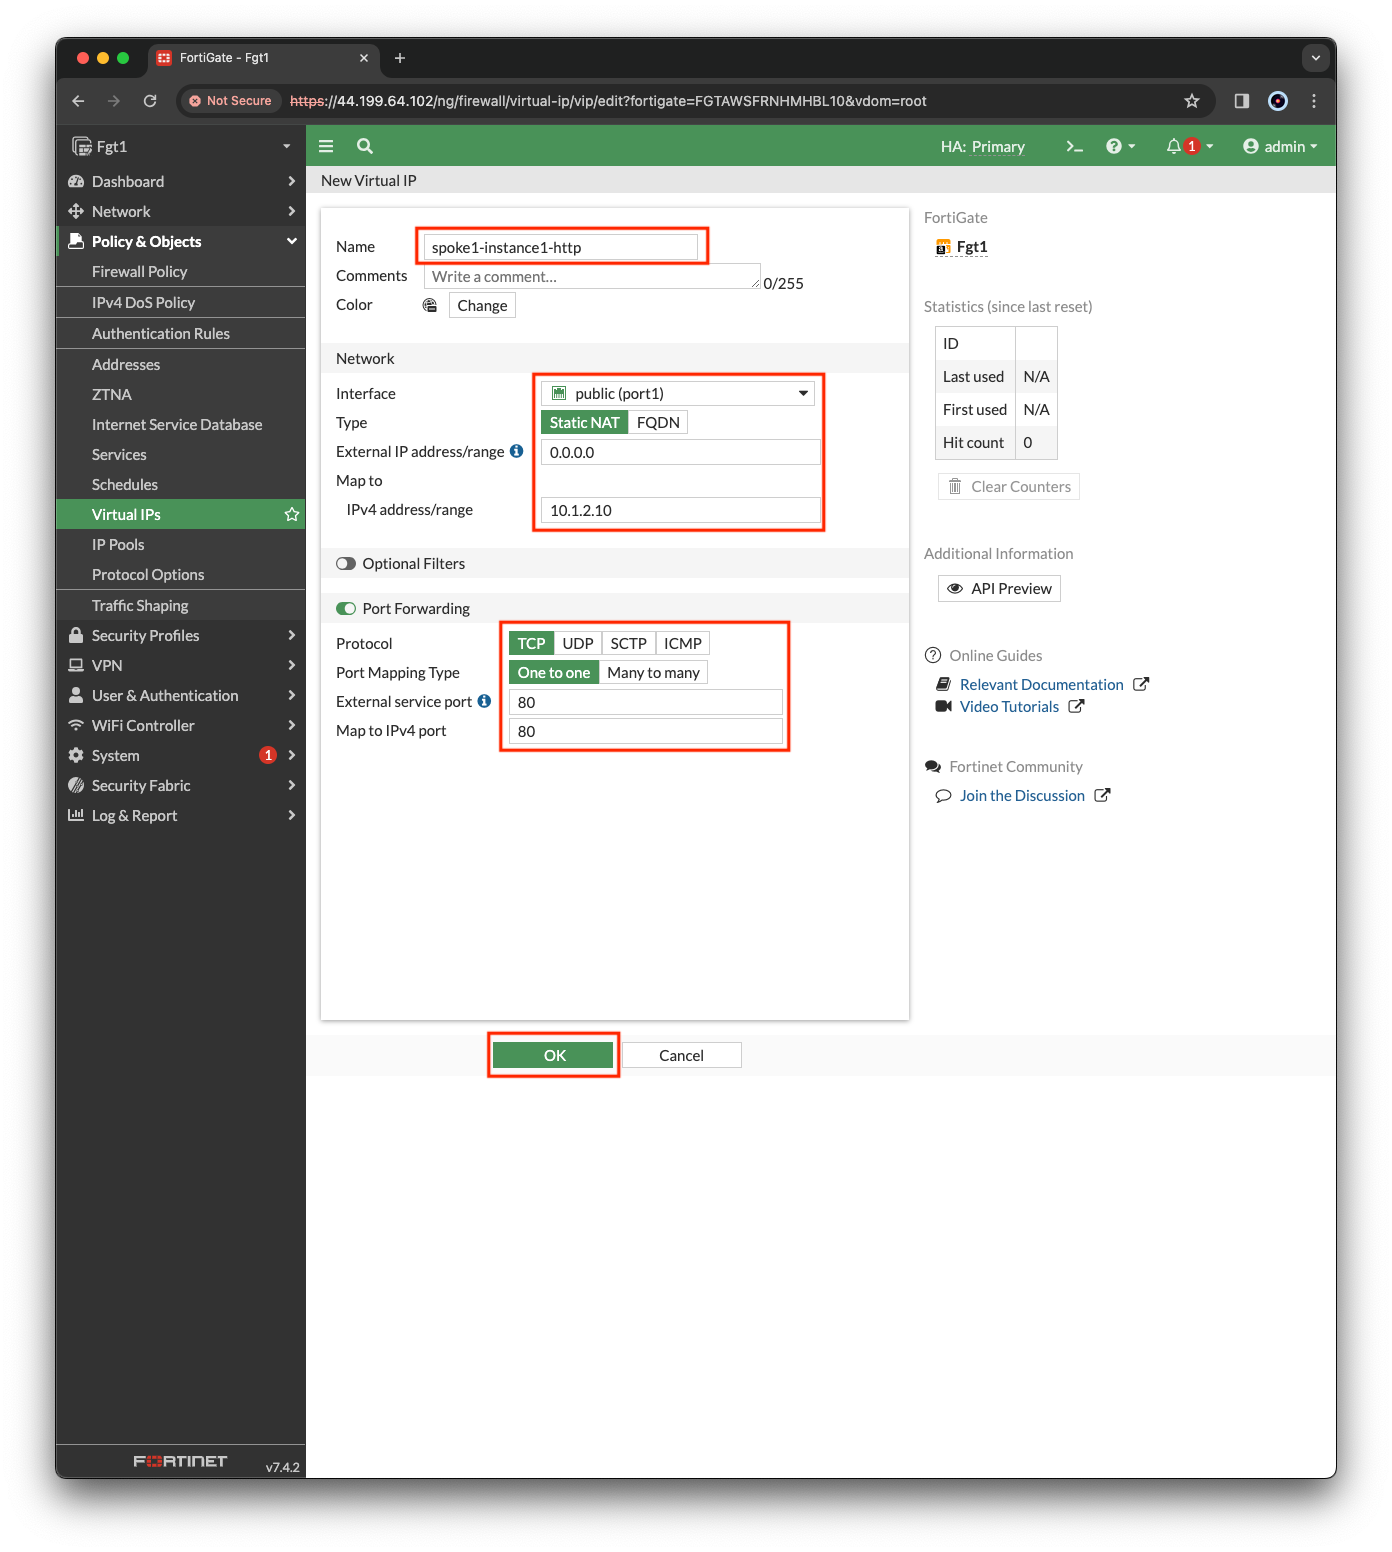 FortiGate - Fgt1
Not Secure https://44.199.64.102/ng/firewall/virtual-ip/vip/edit?fortigate=FGTAWSFRNHMHBL10&vdom=root
Fgt1
HA: Primary
1
admin
Dashboard
Network
Policy & Objects
Firewall Policy
IPv4 DoS Policy
Authentication Rules
Addresses
ZTNA
Internet Service Database
Services
Schedules
Virtual IPs
IP Pools
Protocol Options
Traffic Shaping
Security Profiles
VPN
User & Authentication
WiFi Controller
System 1
Security Fabric
Log & Report
FORTINET
v7.4.2
New Virtual IP
Name spoke1-instance1-http
Comments Write a comment... 0/255
Color Change
Network
Interface public (port1)
Type Static NAT FQDN
External IP address/range 0.0.0.0
Map to
IPv4 address/range 10.1.2.10
Optional Filters
Port Forwarding
Protocol TCP UDP SCTP ICMP
Port Mapping Type One to one Many to many
External service port 80
Map to IPv4 port 80
OK Cancel
FortiGate
Fgt1
Statistics (since last reset)
ID
Last used N/A
First used N/A
Hit count 0
Clear Counters
Additional Information
API Preview
Online Guides
Relevant Documentation
Video Tutorials
Fortinet Community
Join the Discussion